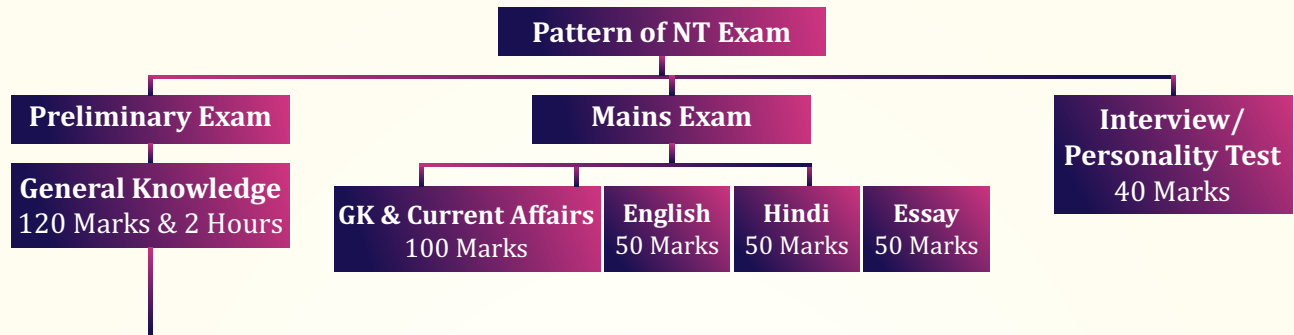 Pattern of NT Exam
Preliminary Exam
General Knowledge
120 Marks & 2 Hours
Mains Exam
GK & Current Affairs
100 Marks
English
50 Marks
Hindi
50 Marks
Essay
50 Marks
Interview/
Personality Test
40 Marks